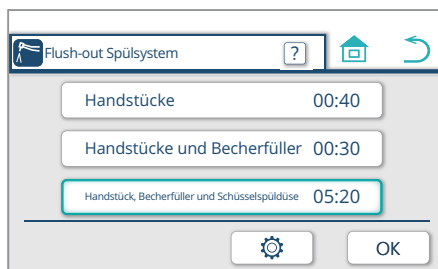 Flush-out Spülsystem ?
Handstücke 00:40
Handstücke und Becherfüller 00:30
Handstück, Becherfüller und Schüsselspüldüse 05:20
OK